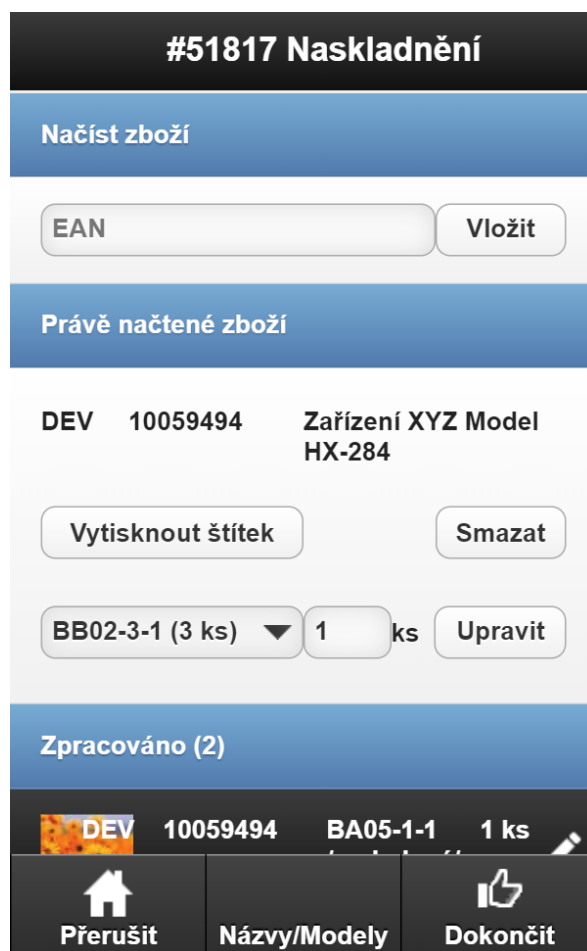 #51817 Naskladnění
Načíst zboží
EAN Vložit
Právě načtené zboží
DEV 10059494 Zařízení XYZ Model
HX-284
Vytisknout štítek Smazat
BB02-3-1 (3 ks) 1 ks Upravit
Zpracováno (2)
DEV 10059494 BA05-1-1 1 ks
Přerušit Názvy/Modely Dokončit